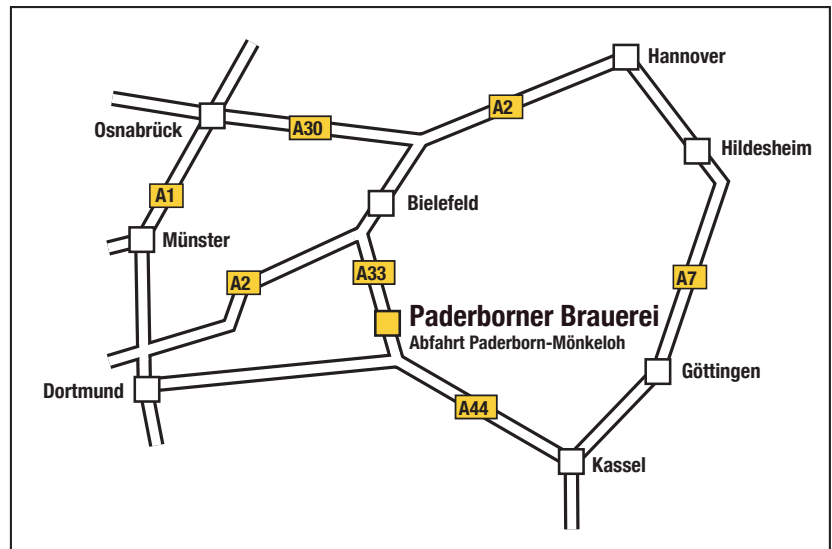 Hannover
A2
Osnabrück
A30
Hildesheim
A1
Bielefeld
Münster
A33
A7
A2
Paderborner Brauerei
Abfahrt Paderborn-Mönkeloh
Göttingen
Dortmund
A44
Kassel